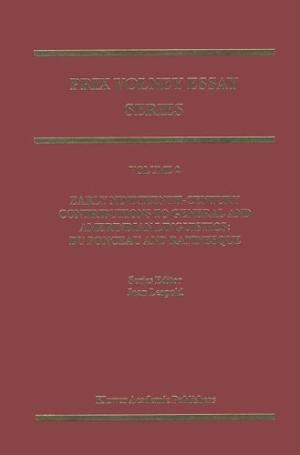 PRIX VOLNEY ESSAY
SERIES
VOLUME 2
EARLY NINETEENTH-CENTURY
CONTRIBUTIONS TO GENERAL AND
AMERINDIAN LINGUISTICS:
DU PONCEAU AND RAFINESQUE
Series Editor
Joan Leopold
Kluwer Academic Publishers